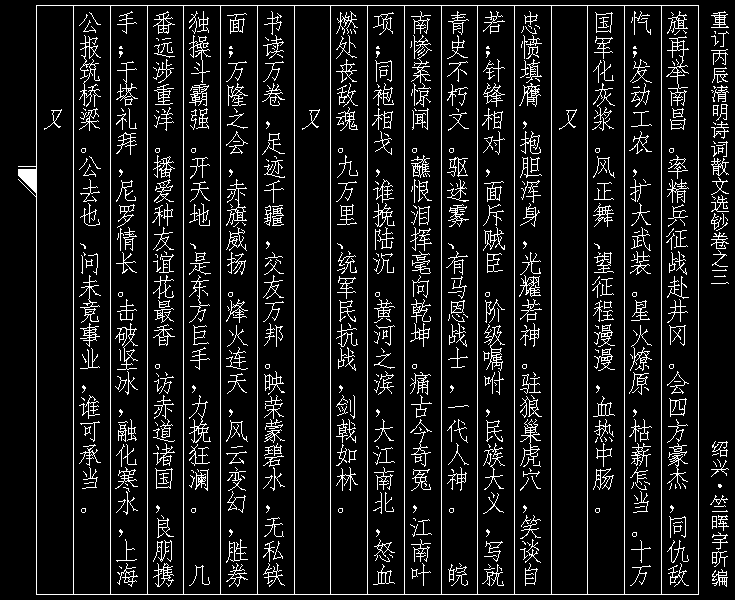 重订丙辰清明诗词散文选钞卷之三
绍兴·竺晖宇昕编
旗再举南昌。率精兵征战赴井冈。会四方豪杰，同仇敌
忾；发动工农，扩大武装。星火燎原，枯薪怎当。十万
国军化灰浆。风正舞、望征程漫漫，血热中肠。
又
忠愤填膺，抱胆浑身，光耀若神。驻狼巢虎穴，笑谈自
若；针锋相对，面斥贼臣。阶级嘱咐，民族大义，写就
青史不朽文。驱迷雾、有马恩战士，一代人神。 皖
南惨案惊闻。蘸恨泪挥毫向乾坤。痛古今奇冤，江南叶
项；同袍相戈，谁挽陆沉。黄河之滨，大江南北，怒血
燃处丧敌魂。九万里、统军民抗战，剑戟如林。
又
书读万卷，足迹千疆，交友万邦。映荣蒙碧水，无私铁
面；万隆之会，赤旗威扬。烽火连天，风云变幻，胜券
独操斗霸强。开天地、是东方巨手，力挽狂澜。 几
番远涉重洋。播爱种友谊花最香。访赤道诸国，良朋携
手；干塔礼拜，尼罗情长。击破坚冰，融化寒水，上海
公报筑桥梁。公去也、问未竟事业，谁可承当。
又